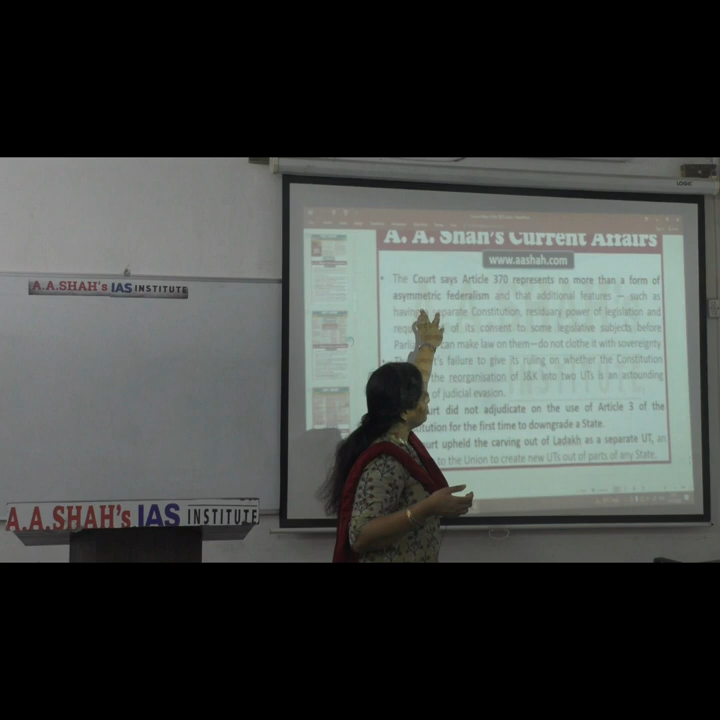 LOGIC
A. A. Shah's Current Affairs
www.aashah.com
• The Court says Article 370 represents no more than a form of
asymmetric federalism and that additional features — such as
having separate Constitution, residuary power of legislation and
of its consent to some legislative subjects before
can make law on them—do not clothe it with sovereignty.
failure to give its ruling on whether the Constitution
the reorganisation of J&K into two UTs is an astounding
of judicial evasion.
did not adjudicate on the use of Article 3 of the
for the first time to downgrade a State.
upheld the carving out of Ladakh as a separate UT, an
to the Union to create new UTs out of parts of any State.
A.A.SHAH's IAS INSTITUTE
A.A.SHAH's IAS INSTITUTE